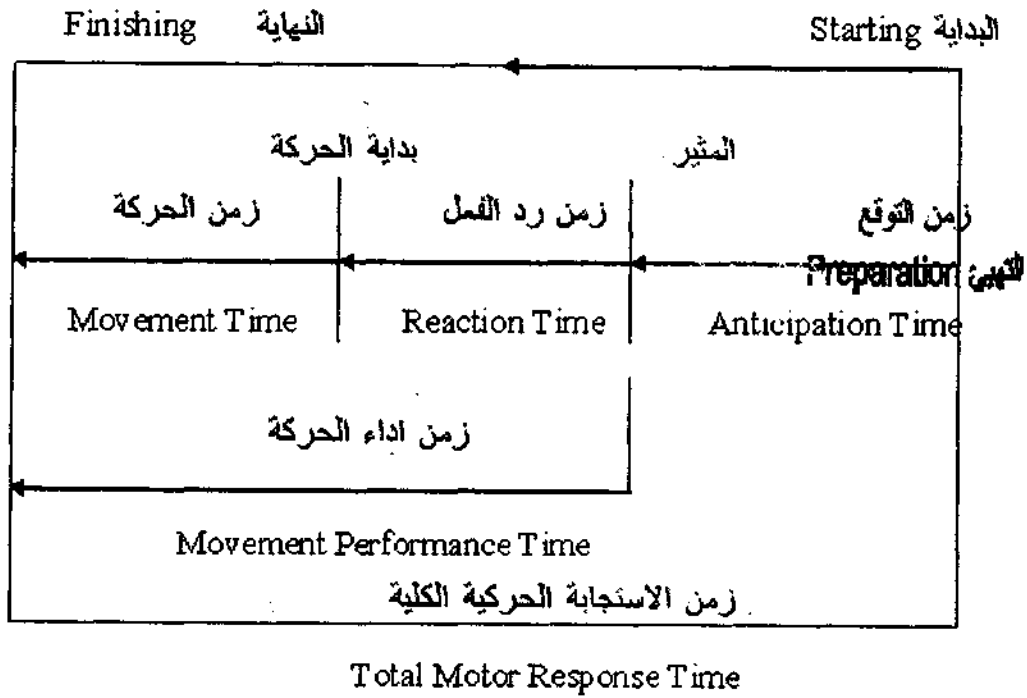 البداية Starting النهاية Finishing
المثير بداية الحركة
زمن التوقع زمن رد الفعل زمن الحركة
التهيئ Preparation
Anticipation Time Reaction Time Movement Time
زمن اداء الحركة
Movement Performance Time
زمن الاستجابة الحركية الكلية
Total Motor Response Time